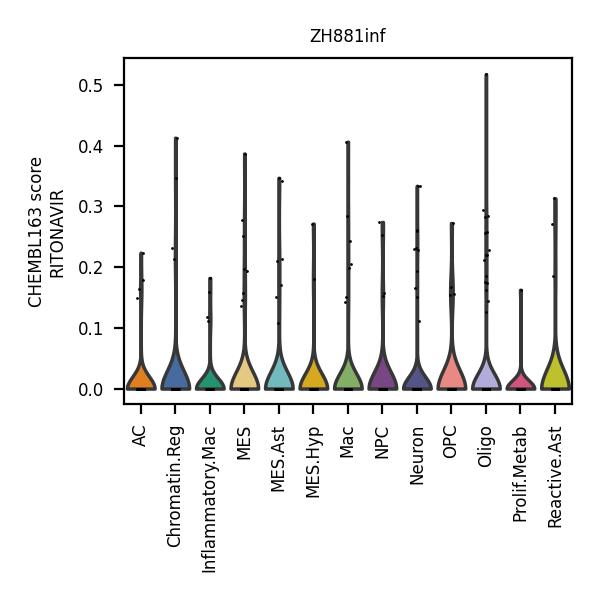 ZH881inf
CHEMBL163 score
RITONAVIR
0.5
0.4
0.3
0.2
0.1
0.0
AC
Chromatin.Reg
Inflammatory.Mac
MES
MES.Ast
MES.Hyp
Mac
NPC
Neuron
OPC
Oligo
Prolif.Metab
Reactive.Ast